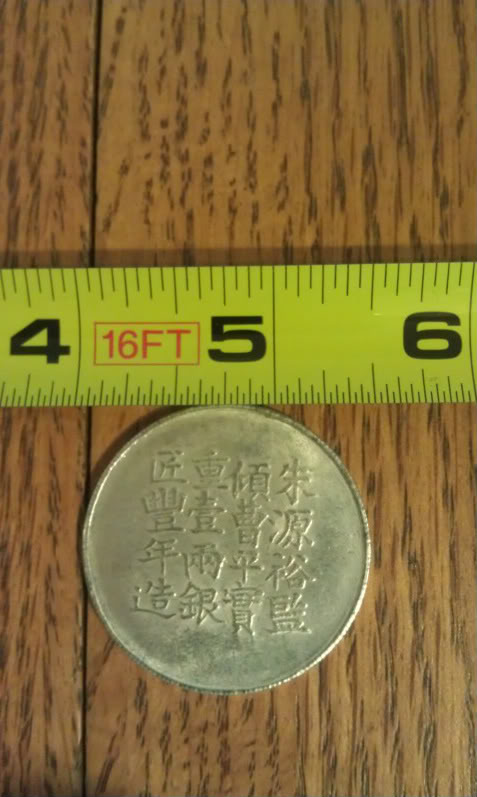 4 16FT 5 6
朱源裕監
傾曹平實
重壹兩銀
匠豐年造